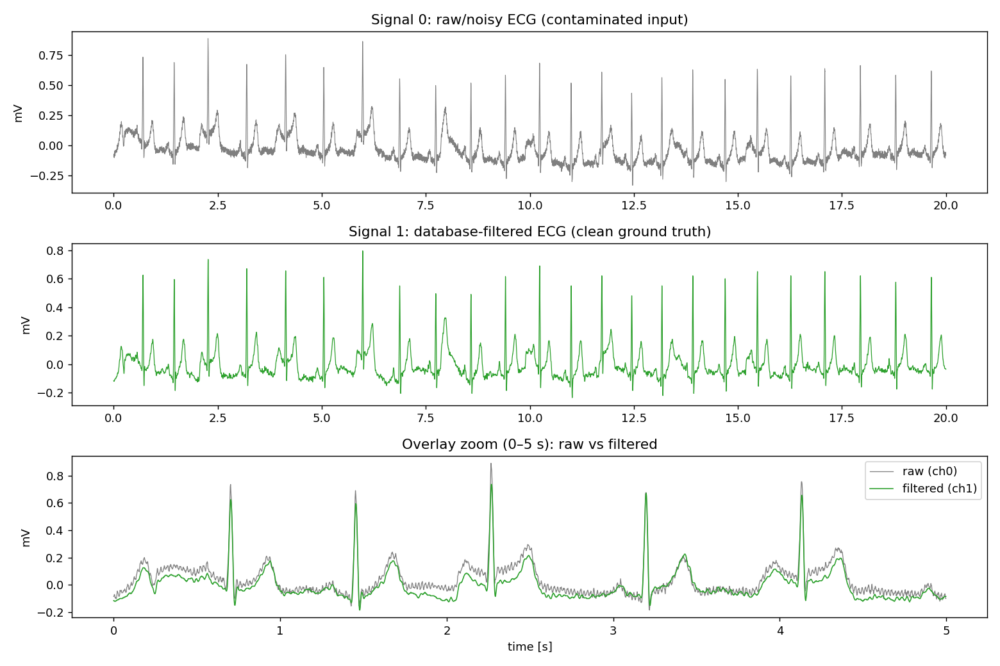 Signal 0: raw/noisy ECG (contaminated input)
mV
0.75
0.50
0.25
0.00
−0.25
0.0 2.5 5.0 7.5 10.0 12.5 15.0 17.5 20.0
Signal 1: database-filtered ECG (clean ground truth)
mV
0.8
0.6
0.4
0.2
0.0
−0.2
0.0 2.5 5.0 7.5 10.0 12.5 15.0 17.5 20.0
Overlay zoom (0–5 s): raw vs filtered
raw (ch0)
filtered (ch1)
mV
0.8
0.6
0.4
0.2
0.0
−0.2
0 1 2 3 4 5
time [s]